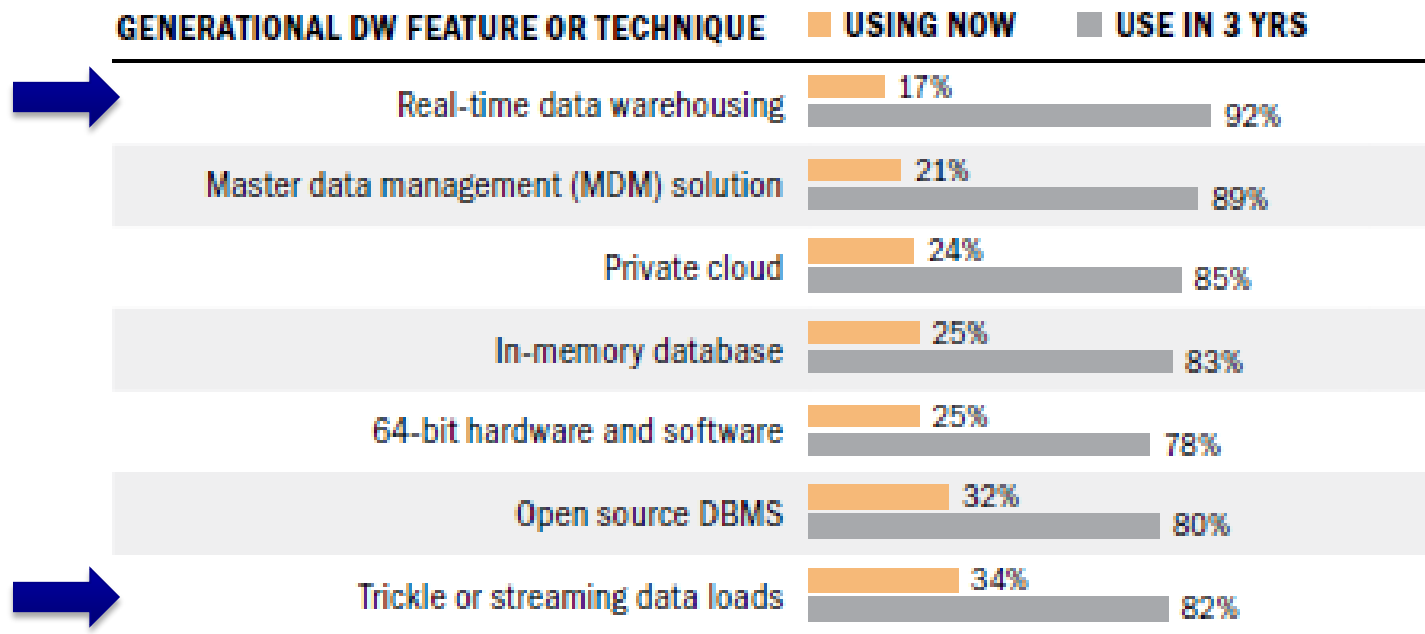 GENERATIONAL DW FEATURE OR TECHNIQUE USING NOW USE IN 3 YRS
Real-time data warehousing 17%
92%
Master data management (MDM) solution 21%
89%
Private cloud 24%
85%
In-memory database 25%
83%
64-bit hardware and software 25%
78%
Open source DBMS 32%
80%
Trickle or streaming data loads 34%
82%